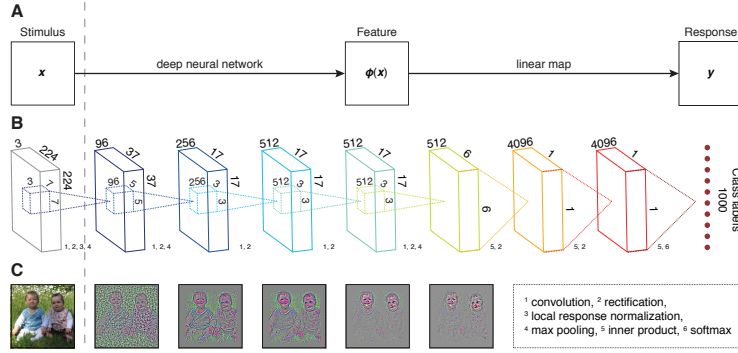 A
Stimulus
Feature
Response
x
deep neural network
ϕ(x)
linear map
y
B
3
224
224
3
7
7
1, 2, 3, 4
96
37
37
96
5
5
1, 2, 4
256
17
17
256
3
3
1, 2
512
17
17
512
3
3
1, 2
512
17
17
512
3
3
1, 2, 4
512
6
6
5, 2
4096
1
1
5, 2
4096
1
1
5, 6
Class labels
1000
C
1 convolution, 2 rectification,
3 local response normalization,
4 max pooling, 5 inner product, 6 softmax